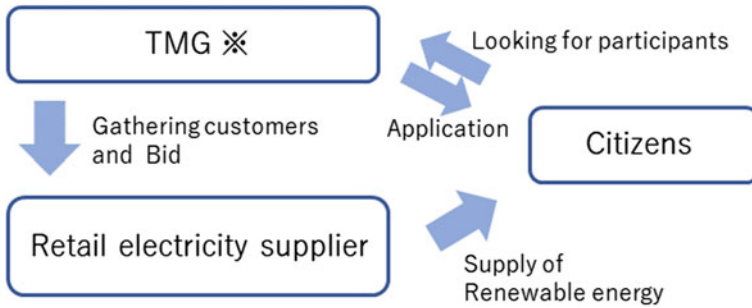 TMG ※
Looking for participants
Gathering customers
and Bid
Application
Citizens
Retail electricity supplier
Supply of
Renewable energy